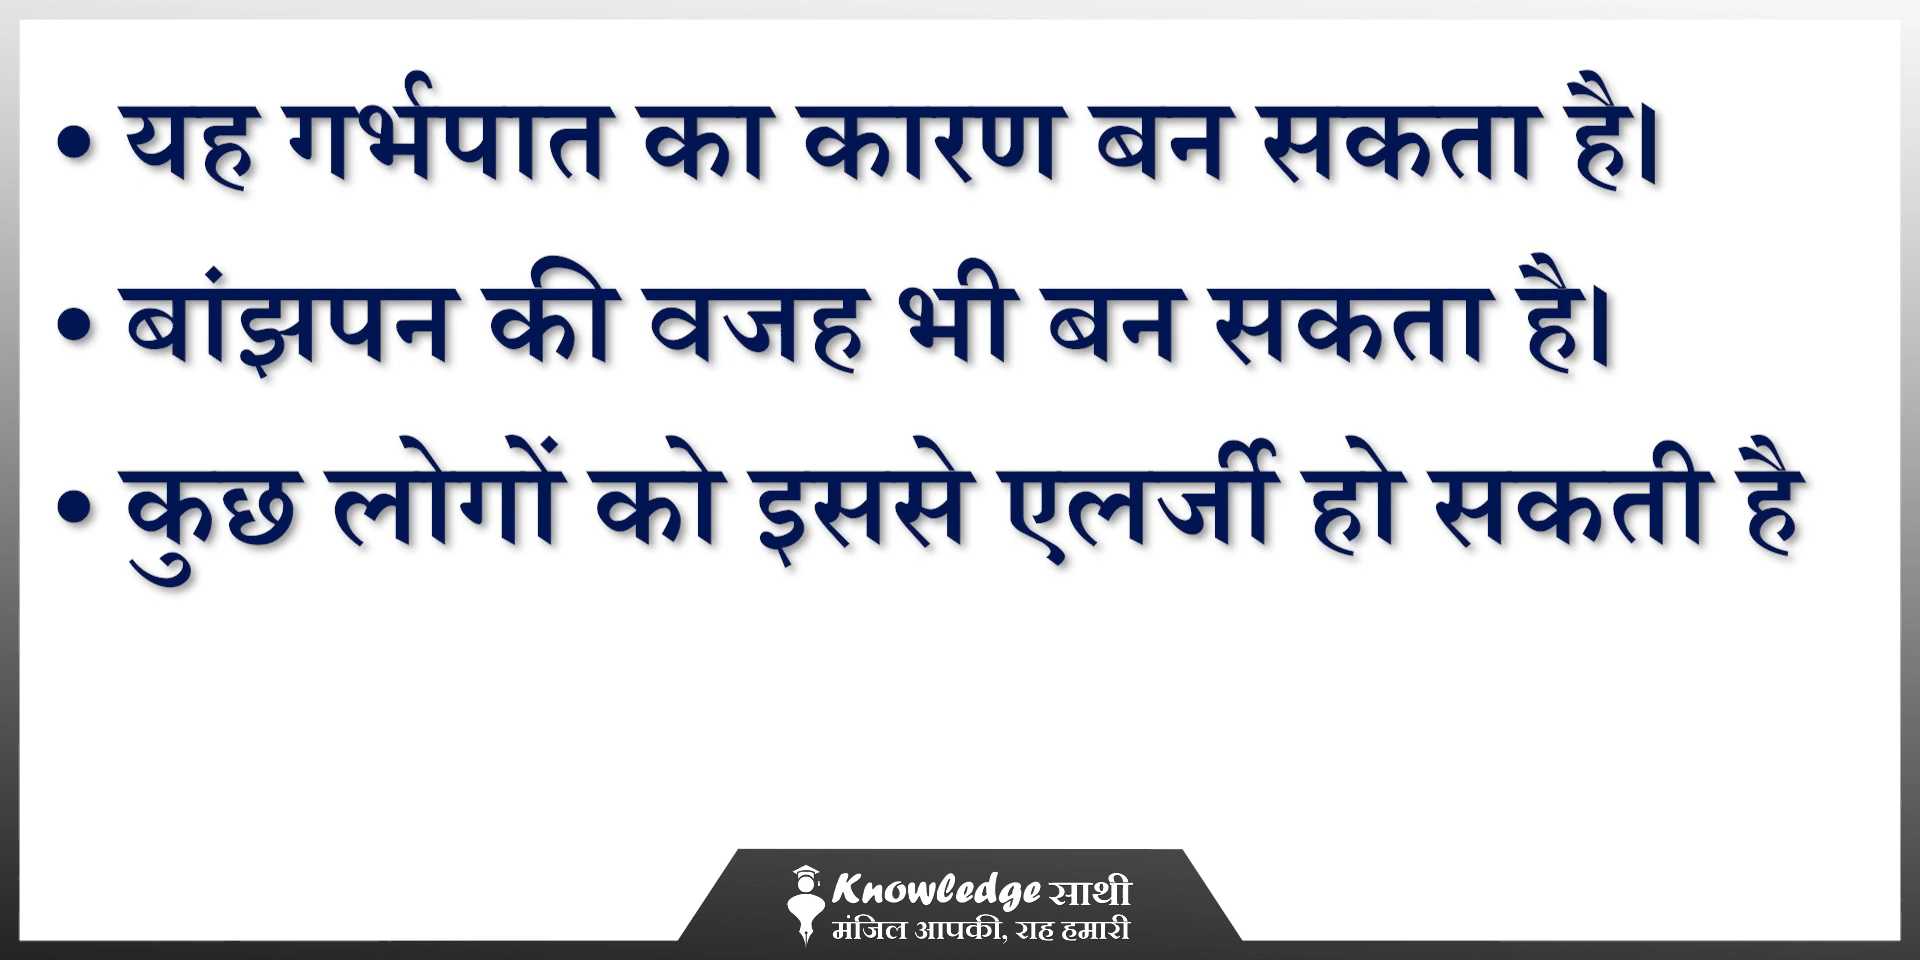 • यह गर्भपात का कारण बन सकता है।
• बांझपन की वजह भी बन सकता है।
• कुछ लोगों को इससे एलर्जी हो सकती है
Knowledge साथी
मंजिल आपकी, राह हमारी